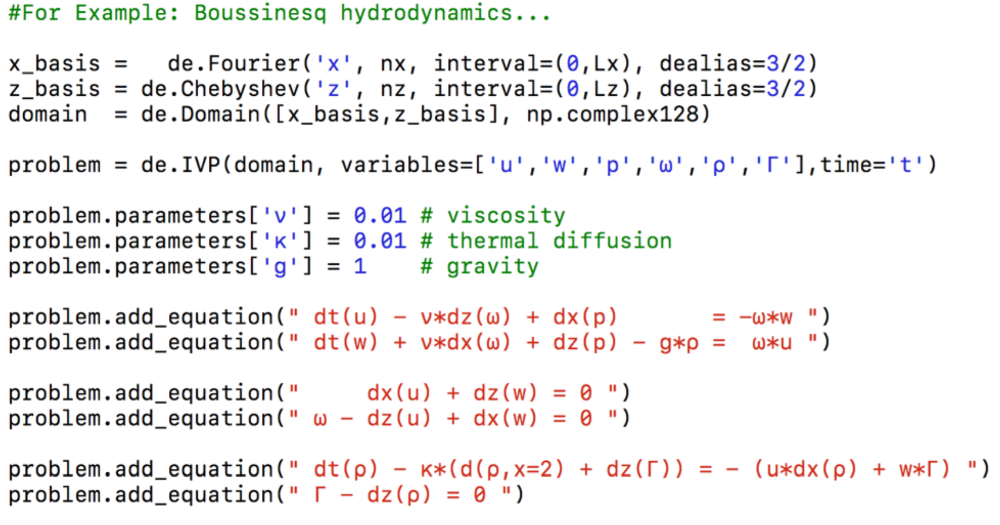 #For Example: Boussinesq hydrodynamics...
x_basis =   de.Fourier('x', nx, interval=(0,Lx), dealias=3/2)
z_basis = de.Chebyshev('z', nz, interval=(0,Lz), dealias=3/2)
domain  = de.Domain([x_basis,z_basis], np.complex128)
problem = de.IVP(domain, variables=['u','w','p','ω','ρ','Γ'],time='t')
problem.parameters['ν'] = 0.01 # viscosity
problem.parameters['κ'] = 0.01 # thermal diffusion
problem.parameters['g'] = 1    # gravity
problem.add_equation(" dt(u) - ν*dz(ω) + dx(p)       = -ω*w ")
problem.add_equation(" dt(w) + ν*dx(ω) + dz(p) - g*ρ =  ω*u ")
problem.add_equation("     dx(u) + dz(w) = 0 ")
problem.add_equation(" ω - dz(u) + dx(w) = 0 ")
problem.add_equation(" dt(ρ) - κ*(d(ρ,x=2) + dz(Γ)) = - (u*dx(ρ) + w*Γ) ")
problem.add_equation(" Γ - dz(ρ) = 0 ")